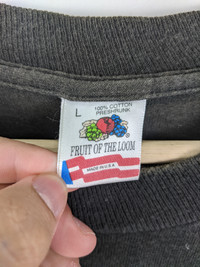 L
100% COTTON
PRESHRUNK
FRUIT OF THE LOOM
MADE IN U.S.A.